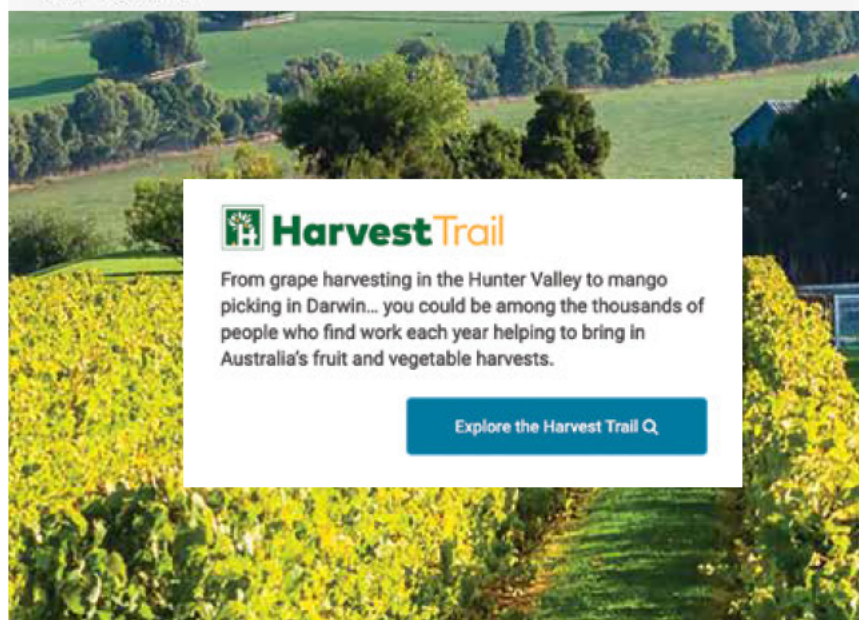 HarvestTrail
From grape harvesting in the Hunter Valley to mango
picking in Darwin... you could be among the thousands of
people who find work each year helping to bring in
Australia's fruit and vegetable harvests.
Explore the Harvest Trail